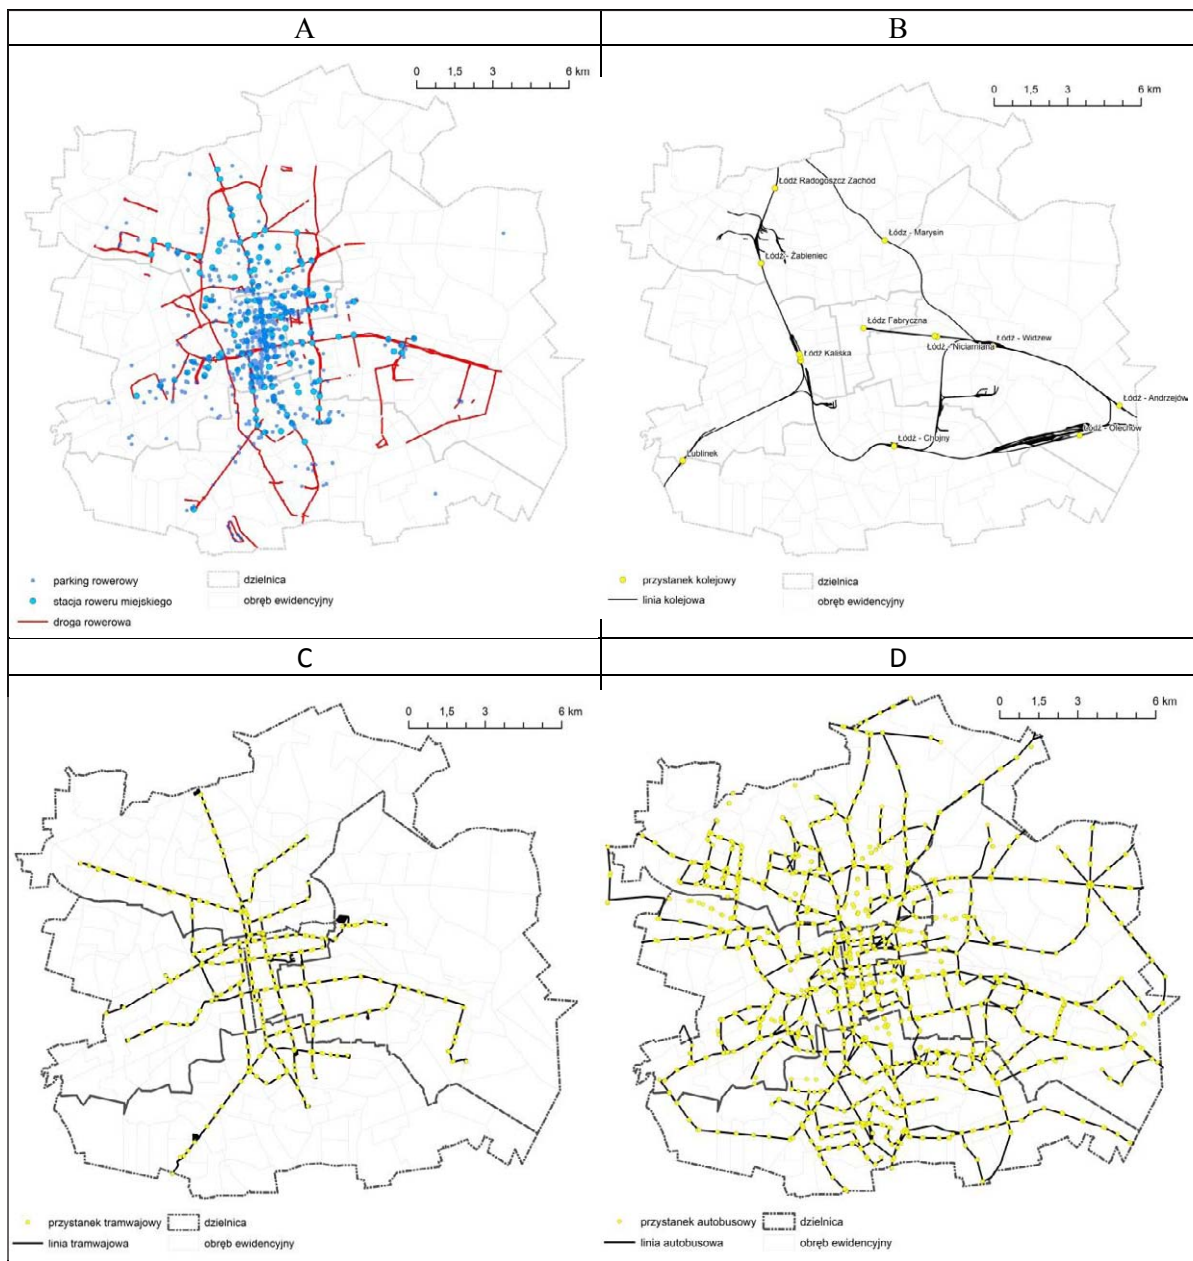 A
B
0 1,5 3 6 km
0 1,5 3 6 km
Łódź Radogoszcz Zachód
Łódz - Marysin
Łódź - Żabieniec
Łódź Fabryczna
Łódź - Widzew
Łódź - Niciarniana
Łódź Kaliska
Łódź - Andrzejów
Łódź - Olechów
Łódź - Chojny
Lublinek
parking rowerowy
dzielnica
stacja roweru miejskiego
obręb ewidencyjny
droga rowerowa
przystanek kolejowy
dzielnica
linia kolejowa
obręb ewidencyjny
C
D
0 1,5 3 6 km
0 1,5 3 6 km
przystanek tramwajowy
dzielnica
linia tramwajowa
obręb ewidencyjny
przystanek autobusowy
dzielnica
linia autobusowa
obręb ewidencyjny